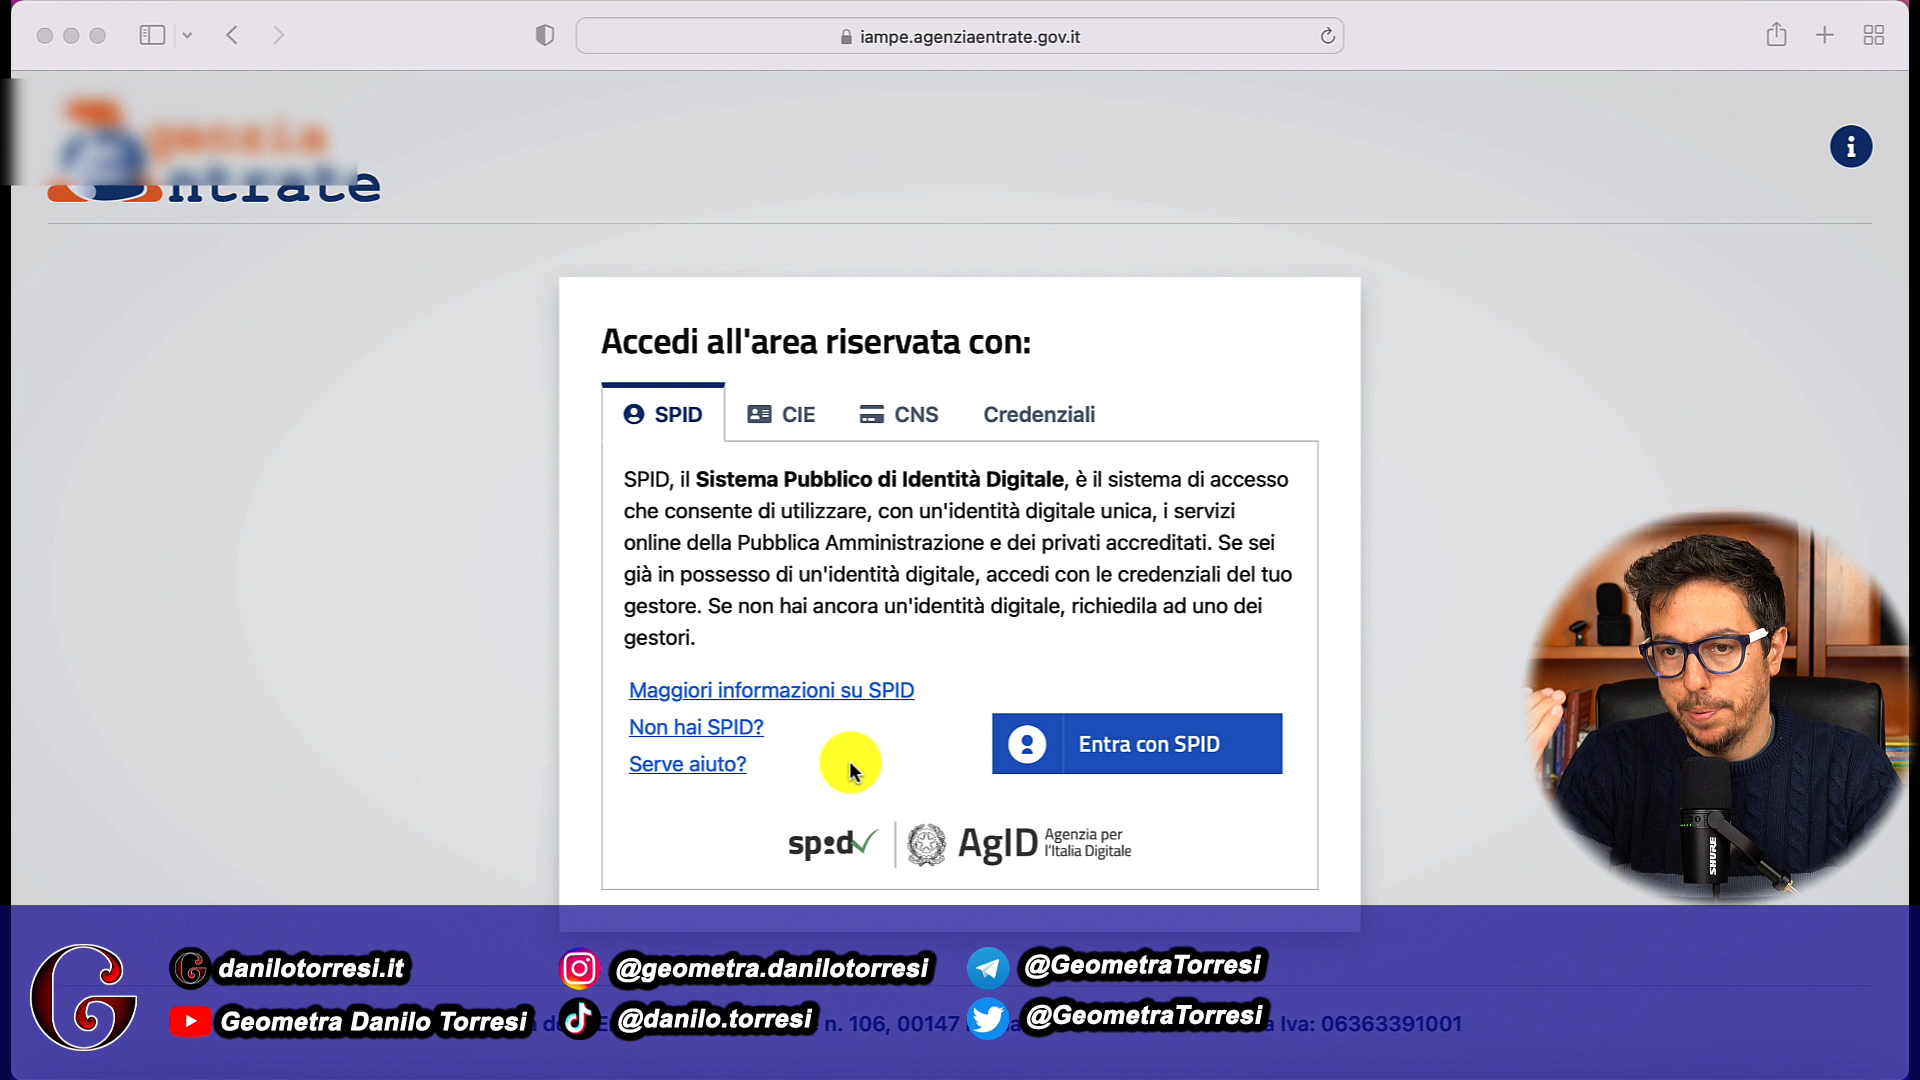 iampe.agenziaentrate.gov.it
genzia
ntrate
Accedi all'area riservata con:
SPID
CIE
CNS
Credenziali
SPID, il Sistema Pubblico di Identità Digitale, è il sistema di accesso
che consente di utilizzare, con un'identità digitale unica, i servizi
online della Pubblica Amministrazione e dei privati accreditati. Se sei
già in possesso di un'identità digitale, accedi con le credenziali del tuo
gestore. Se non hai ancora un'identità digitale, richiedila ad uno dei
gestori.
Maggiori informazioni su SPID
Non hai SPID?
Serve aiuto?
Entra con SPID
spid
AgID
Agenzia per
l'Italia Digitale
SHURE
G
danilotorresi.it
@geometra.danilotorresi
@GeometraTorresi
Geometra Danilo Torresi
@danilo.torresi
n. 106, 00147
@GeometraTorresi
Iva: 06363391001